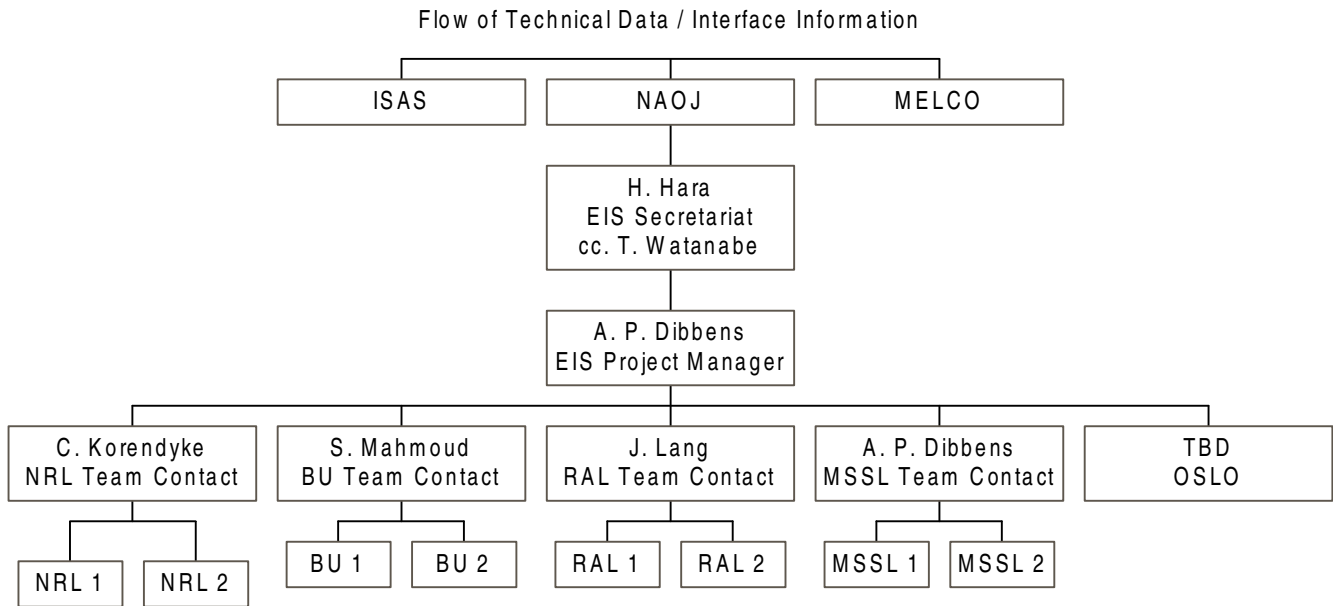 Flow of Technical Data / Interface Information
ISAS
NAOJ
MELCO
H. Hara
EIS Secretariat
cc. T. Watanabe
A. P. Dibbens
EIS Project Manager
C. Korendyke
NRL Team Contact
S. Mahmoud
BU Team Contact
J. Lang
RAL Team Contact
A. P. Dibbens
MSSL Team Contact
TBD
OSLO
NRL 1
NRL 2
BU 1
BU 2
RAL 1
RAL 2
MSSL 1
MSSL 2